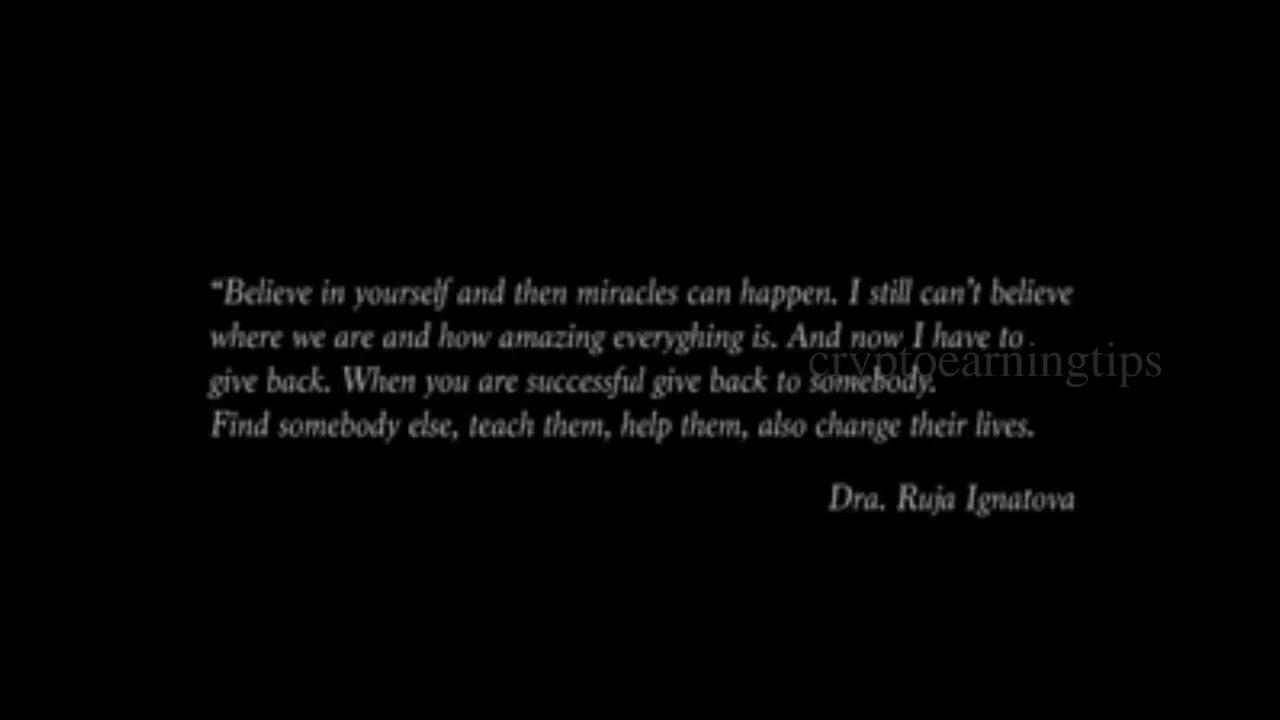 “Believe in yourself and then miracles can happen. I still can't believe
where we are and how amazing everyghing is. And now I have to
cryptoearningtips
give back. When you are successful give back to somebody.
Find somebody else, teach them, help them, also change their lives.
Dra. Ruja Ignatova